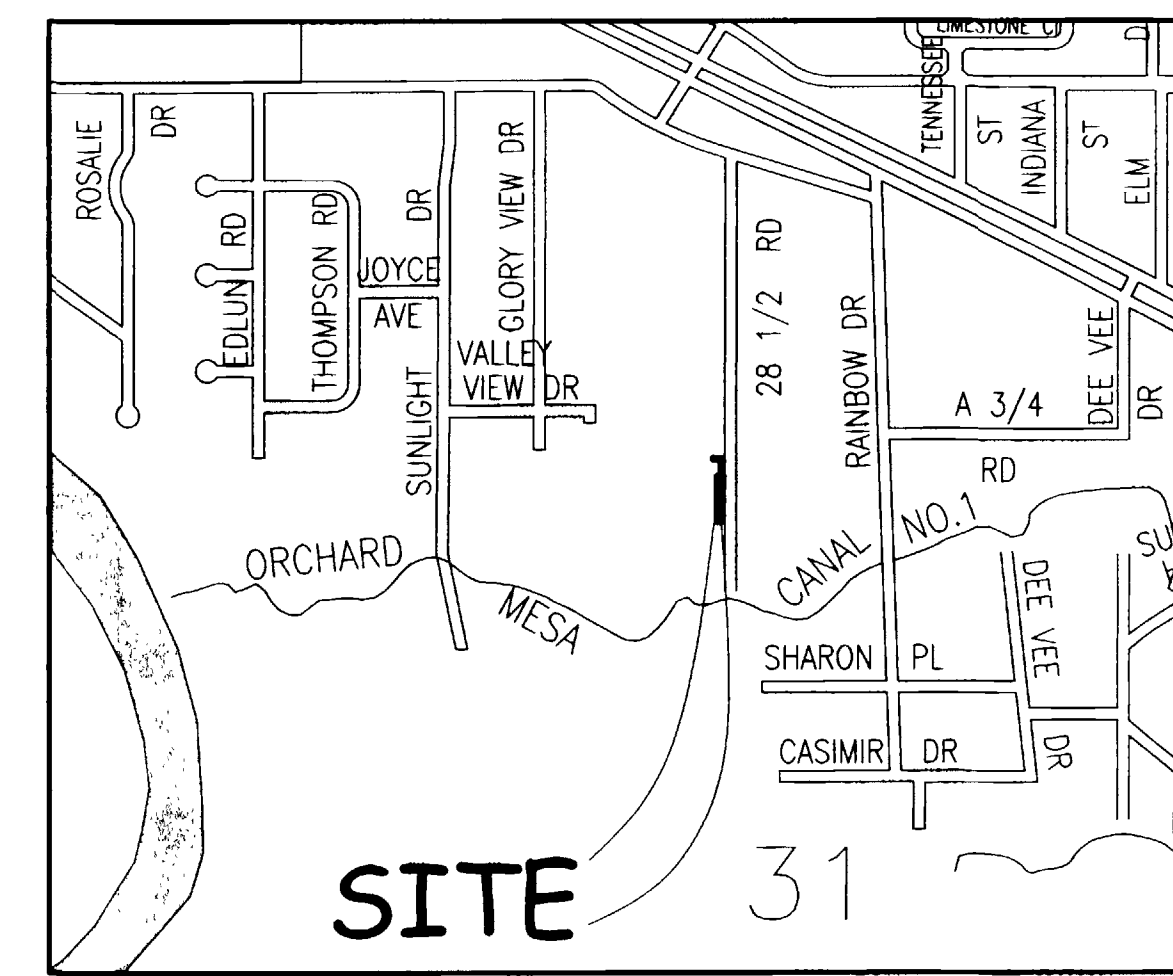 LIMESTONE
D
TENNESSEE
ST
INDIANA
ST
ELM
ROSALIE
DR
EDLUN RD
THOMPSON RD
JOYCE
AVE
SUNLIGHT
DR
GLORY VIEW DR
VALLEY
VIEW DR
28 1/2 RD
RAINBOW DR
A 3/4
RD
DEE VEE
DR
ORCHARD
MESA
CANAL
NO.1
SU
DEE VEE
DR
SHARON PL
CASIMIR DR
SITE
31